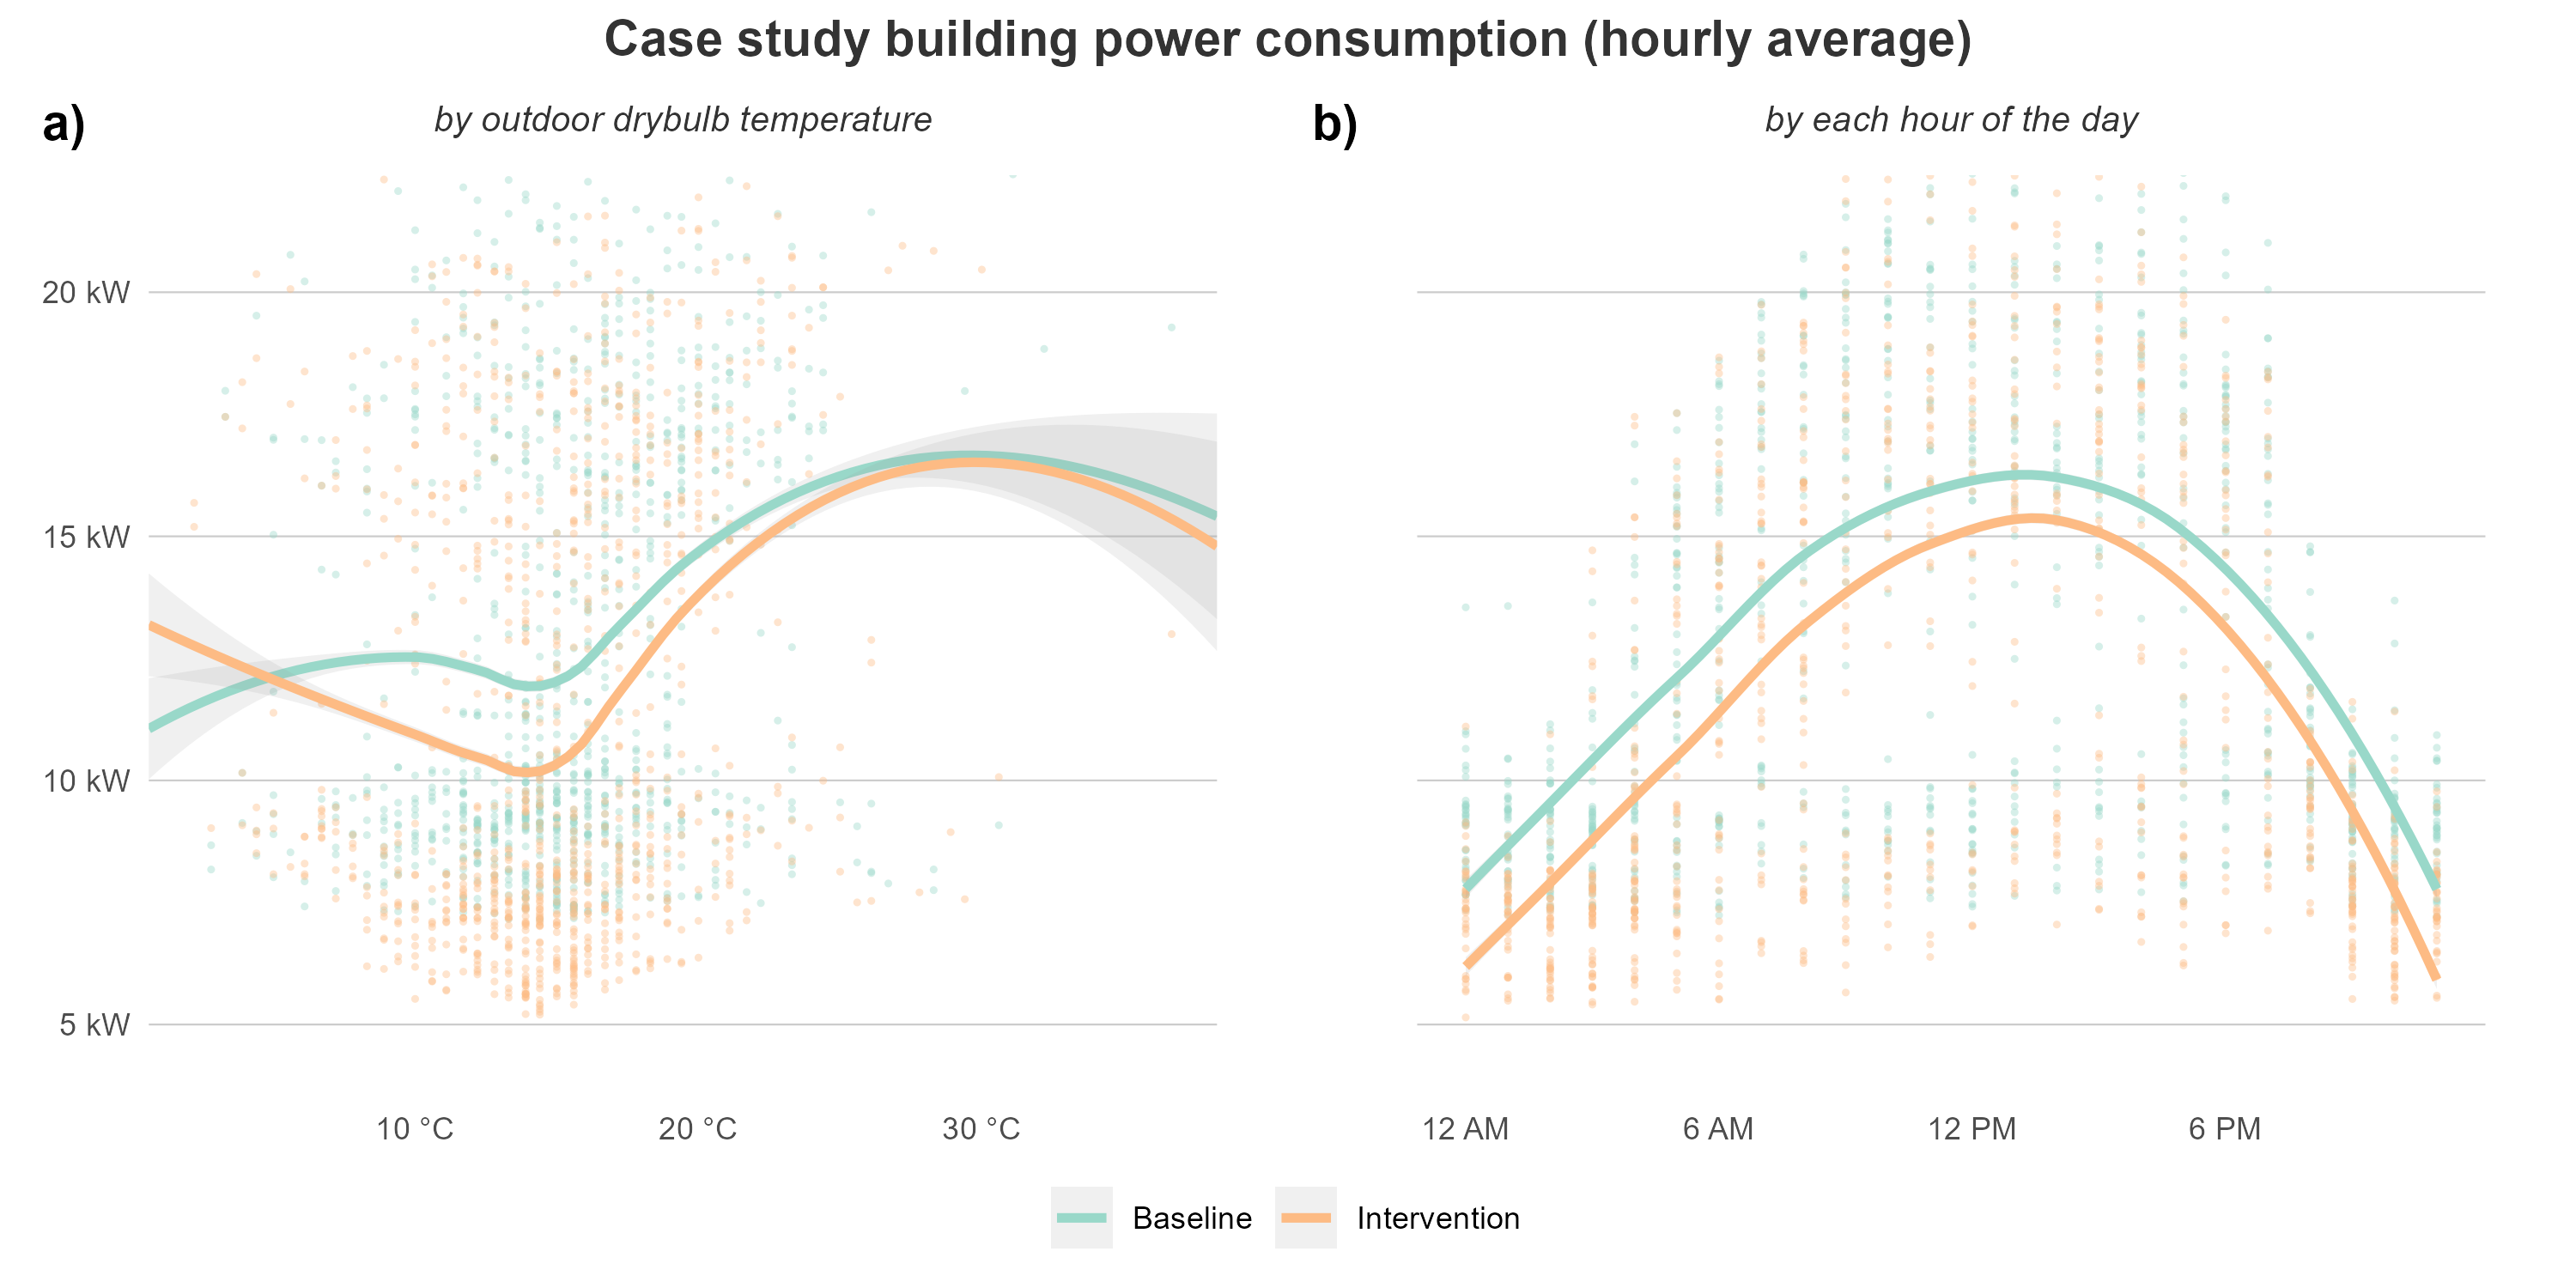 Case study building power consumption (hourly average)
a)
by outdoor drybulb temperature
b)
by each hour of the day
20 kW
15 kW
10 kW
5 kW
10 °C
20 °C
30 °C
12 AM
6 AM
12 PM
6 PM
Baseline
Intervention